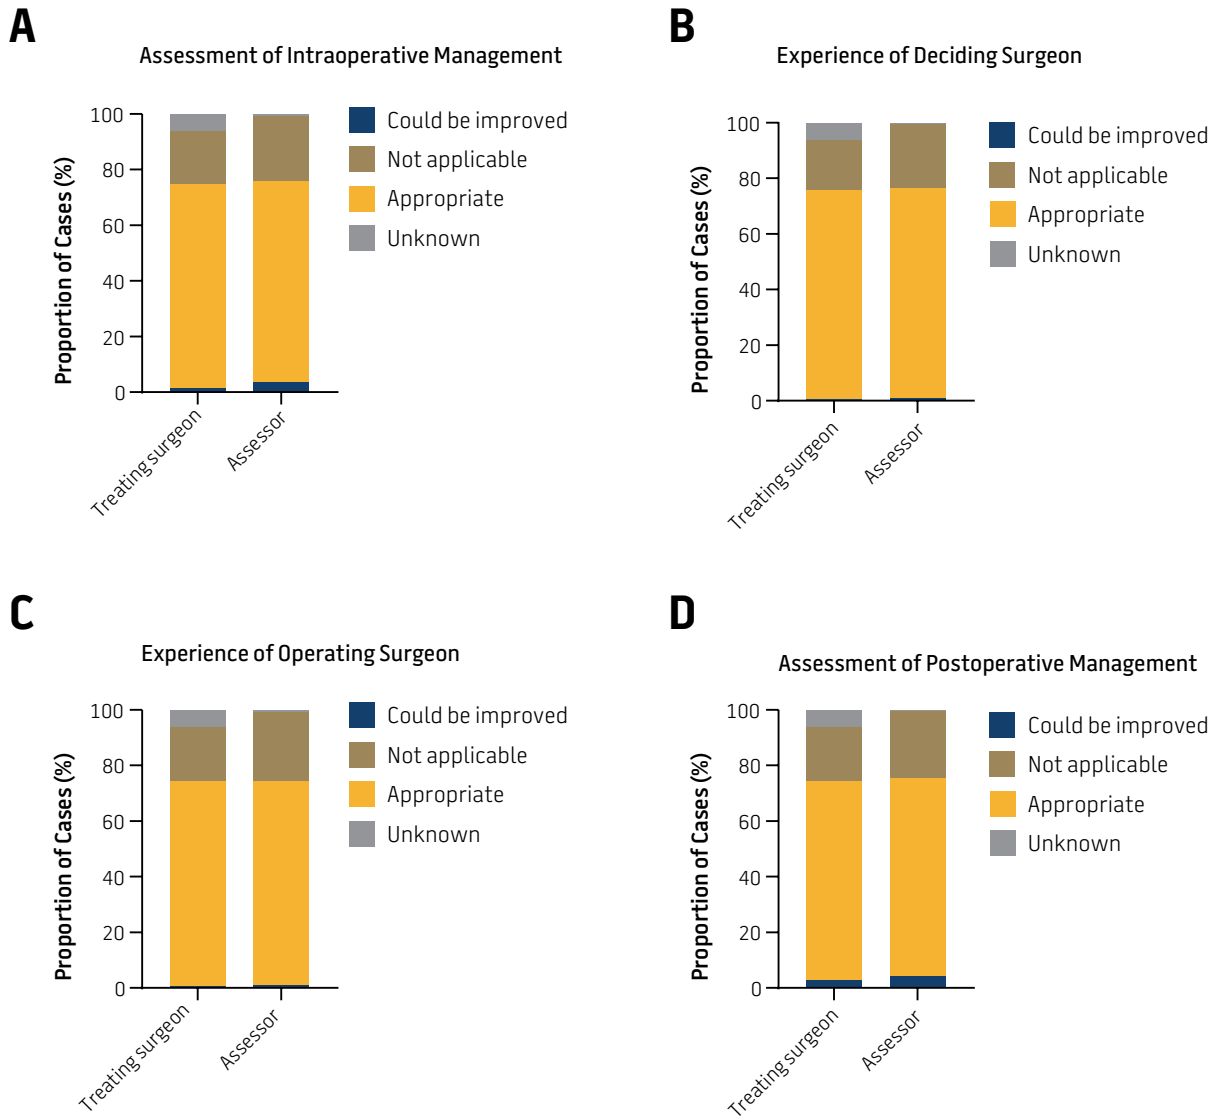 A
Assessment of Intraoperative Management
Proportion of Cases (%)
100
80
60
40
20
0
Treating surgeon
Assessor
Could be improved
Not applicable
Appropriate
Unknown
B
Experience of Deciding Surgeon
Proportion of Cases (%)
100
80
60
40
20
0
Treating surgeon
Assessor
Could be improved
Not applicable
Appropriate
Unknown
C
Experience of Operating Surgeon
Proportion of Cases (%)
100
80
60
40
20
0
Treating surgeon
Assessor
Could be improved
Not applicable
Appropriate
Unknown
D
Assessment of Postoperative Management
Proportion of Cases (%)
100
80
60
40
20
0
Treating surgeon
Assessor
Could be improved
Not applicable
Appropriate
Unknown